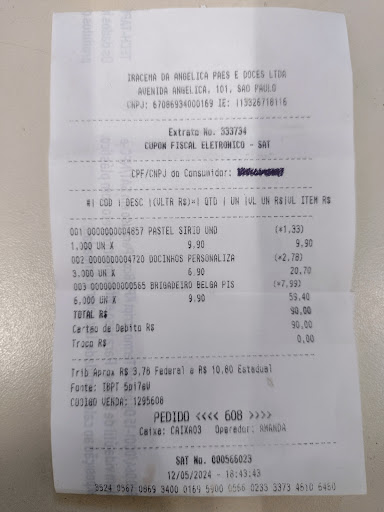 IRACEMA DA ANGELICA PAES E DOCES LTDA
AVENIDA ANGELICA, 101, SAO PAULO
CNPJ: 67086934000169 IE: 113326718116
Extrato No. 333734
CUPOM FISCAL ELETRONICO - SAT
CPF/CNPJ do Consumidor:
#| COD | DESC |(VLTR R$)*| QTD | UN |VL UN R$|VL ITEM R$
001 0000000004857 PASTEL SIRIO UND (*1,33)
1.000 UN X 9.90 9,90
002 0000000004720 DOCINHOS PERSONALIZA (*2.78)
3.000 UN X 6.90 20.70
003 0000000000565 BRIGADEIRO BELGA PIS (*7,99)
6.000 UN X 9.90 59.40
TOTAL R$ 90.00
Cartao de Debito R$ 90.00
Troco R$ 0,00
Trib Aprox R$ 3,76 Federal e R$ 10,60 Estadual
Fonte: IBPT
CODIGO VENDA: 1295608
PEDIDO <<<< 608 >>>>
Caixa: CAIXA03 Operador: AMANDA
SAT No. 000566023
12/05/2024 - 18:43:43